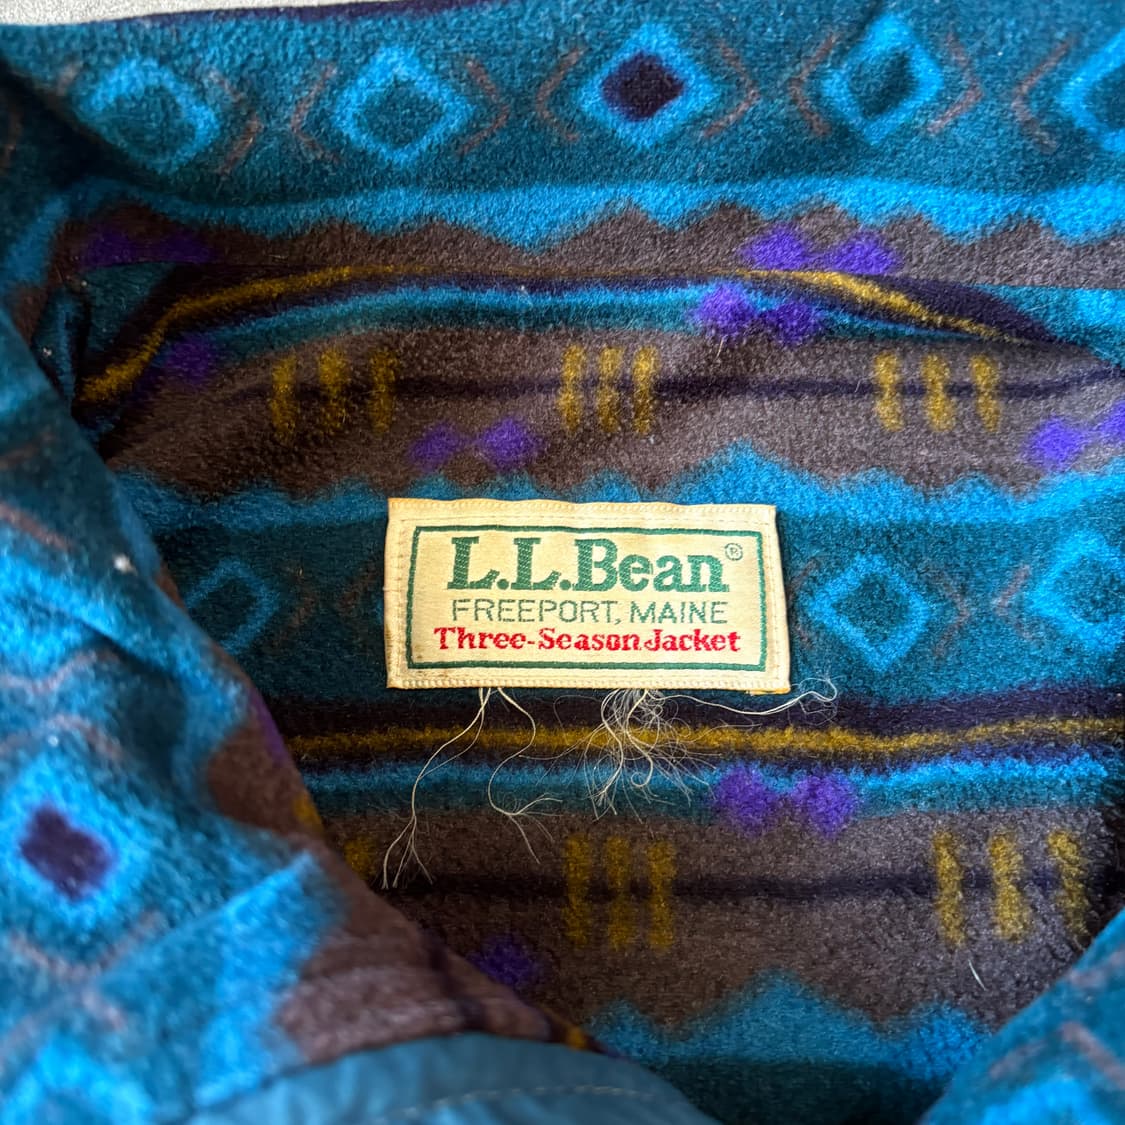 L.L.Bean®
FREEPORT, MAINE
Three-Season Jacket